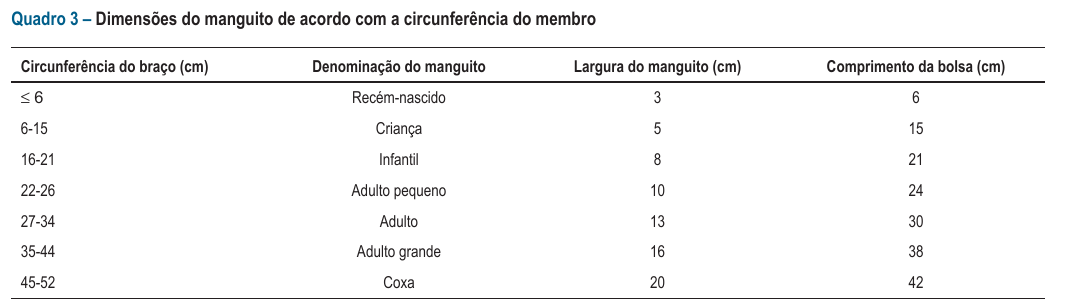 Quadro 3 – Dimensões do manguito de acordo com a circunferência do membro
Circunferência do braço (cm) Denominação do manguito Largura do manguito (cm) Comprimento da bolsa (cm)
≤ 6 Recém-nascido 3 6
6-15 Criança 5 15
16-21 Infantil 8 21
22-26 Adulto pequeno 10 24
27-34 Adulto 13 30
35-44 Adulto grande 16 38
45-52 Coxa 20 42